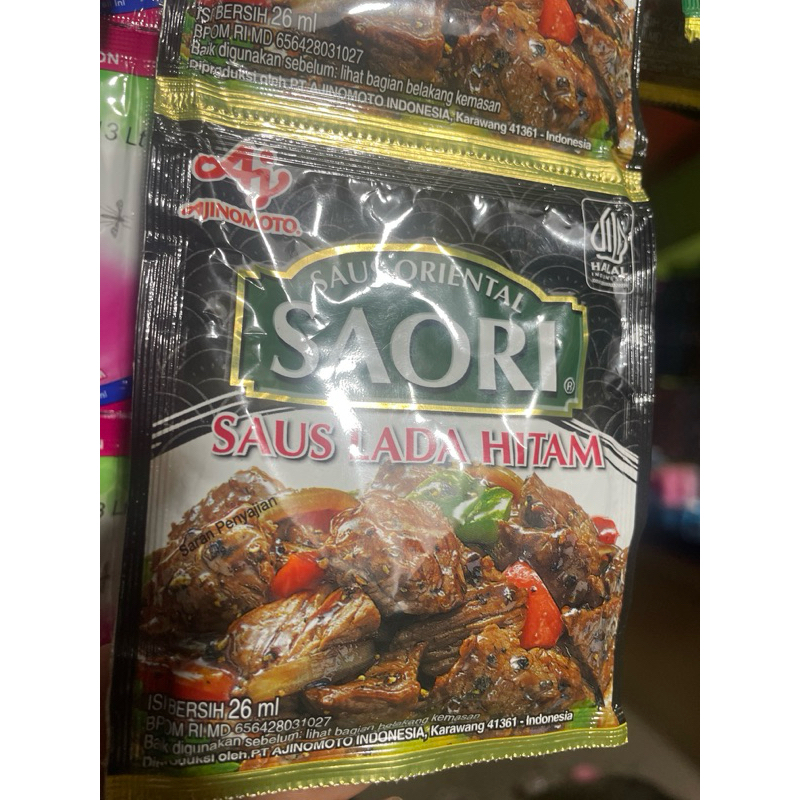 ISI BERSIH 26 ml
BPOM RI MD 656428031027
Baik digunakan sebelum: lihat bagian belakang kemasan
Diproduksi oleh PT AJINOMOTO INDONESIA, Karawang 41361 - Indonesia
AJINOMOTO®
HALAL
SAUS ORIENTAL
SAORI®
SAUS LADA HITAM
Saran Penyajian
ISI BERSIH 26 ml
BPOM RI MD 656428031027
Baik digunakan sebelum: lihat bagian belakang kemasan
Diproduksi oleh PT AJINOMOTO INDONESIA, Karawang 41361 - Indonesia